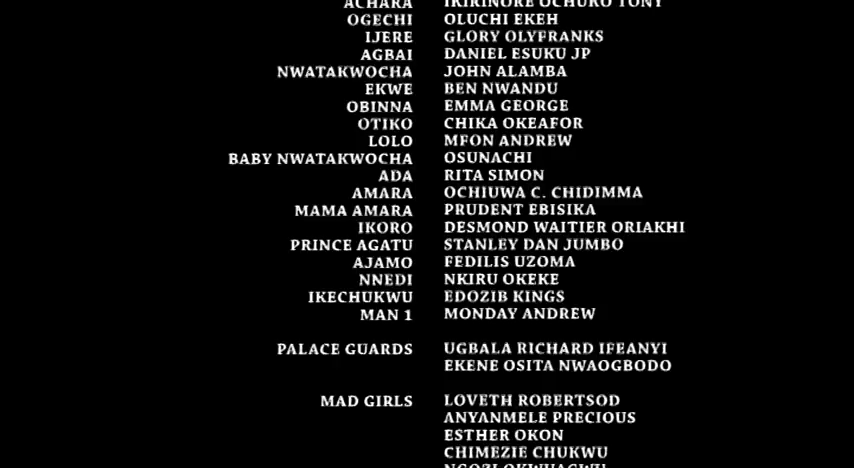 ACHARA IKIRINORE OCHUKO TONY
OGECHI OLUCHI EKEH
IJERE GLORY OLYFRANKS
AGBAI DANIEL ESUKU JP
NWATAKWOCHA JOHN ALAMBA
EKWE BEN NWANDU
OBINNA EMMA GEORGE
OTIKO CHIKA OKEAFOR
LOLO MFON ANDREW
BABY NWATAKWOCHA OSUNACHI
ADA RITA SIMON
AMARA OCHIUWA C. CHIDIMMA
MAMA AMARA PRUDENT EBISIKA
IKORO DESMOND WAITIER ORIAKHI
PRINCE AGATU STANLEY DAN JUMBO
AJAMO FEDILIS UZOMA
NNEDI NKIRU OKEKE
IKECHUKWU EDOZIB KINGS
MAN 1 MONDAY ANDREW
PALACE GUARDS UGBALA RICHARD IFEANYI
EKENE OSITA NWAOGBODO
MAD GIRLS LOVETH ROBERTSOD
ANYANMELE PRECIOUS
ESTHER OKON
CHIMEZIE CHUKWU